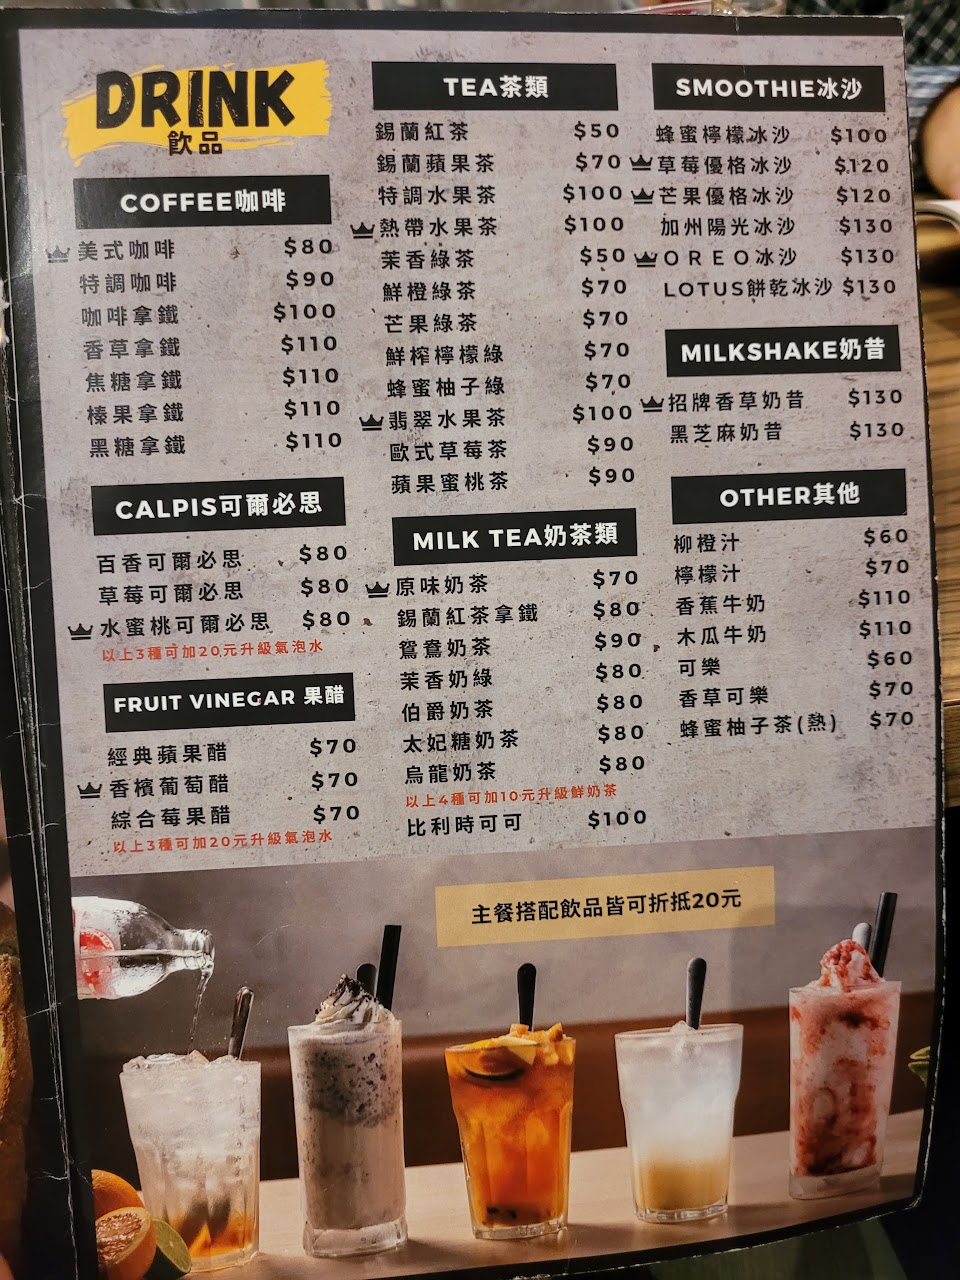 DRINK
飲品
COFFEE咖啡
美式咖啡 $80
特調咖啡 $90
咖啡拿鐵 $100
香草拿鐵 $110
焦糖拿鐵 $110
榛果拿鐵 $110
黑糖拿鐵 $110
CALPIS可爾必思
百香可爾必思 $80
草莓可爾必思 $80
水蜜桃可爾必思 $80
以上3種可加20元升級氣泡水
FRUIT VINEGAR 果醋
經典蘋果醋 $70
香檳葡萄醋 $70
綜合莓果醋 $70
以上3種可加20元升級氣泡水
TEA茶類
錫蘭紅茶 $50
錫蘭蘋果茶 $70
特調水果茶 $100
熱帶水果茶 $100
茉香綠茶 $50
鮮橙綠茶 $70
芒果綠茶 $70
鮮榨檸檬綠 $70
蜂蜜柚子綠 $70
翡翠水果茶 $100
歐式草莓茶 $90
蘋果蜜桃茶 $90
MILK TEA奶茶類
原味奶茶 $70
錫蘭紅茶拿鐵 $80
鴛鴦奶茶 $90
茉香奶綠 $80
伯爵奶茶 $80
太妃糖奶茶 $80
烏龍奶茶 $80
以上4種可加10元升級鮮奶茶
比利時可可 $100
SMOOTHIE冰沙
蜂蜜檸檬冰沙 $100
草莓優格冰沙 $120
芒果優格冰沙 $120
加州陽光冰沙 $130
OREO冰沙 $130
LOTUS餅乾冰沙 $130
MILKSHAKE奶昔
招牌香草奶昔 $130
黑芝麻奶昔 $130
OTHER其他
柳橙汁 $60
檸檬汁 $70
香蕉牛奶 $110
木瓜牛奶 $110
可樂 $60
香草可樂 $70
蜂蜜柚子茶(熱) $70
主餐搭配飲品皆可折抵20元